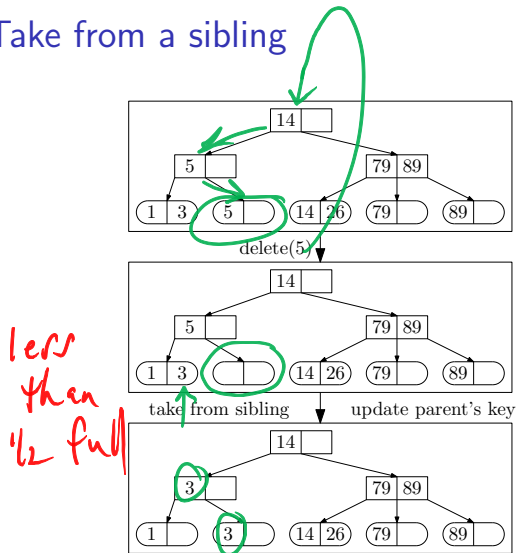 Take from a sibling
14
5
79 89
1 3 5 14 26 79 89
delete(5)
14
5
79 89
1 3 14 26 79 89
less
than
1/2 full
take from sibling update parent's key
14
3
79 89
1 3 14 26 79 89